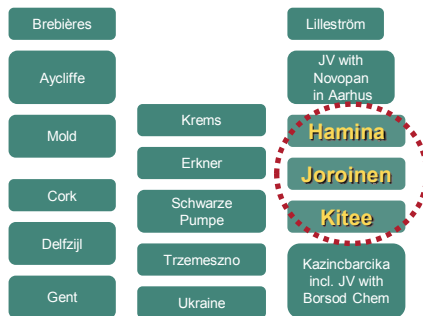 Brebières
Aycliffe
Mold
Cork
Delfzijl
Gent
Krems
Erkner
Schwarze
Pumpe
Trzemeszno
Ukraine
Lilleström
JV with
Novopan
in Aarhus
Hamina
Joroinen
Kitee
Kazincbarcika
incl. JV with
Borsod Chem